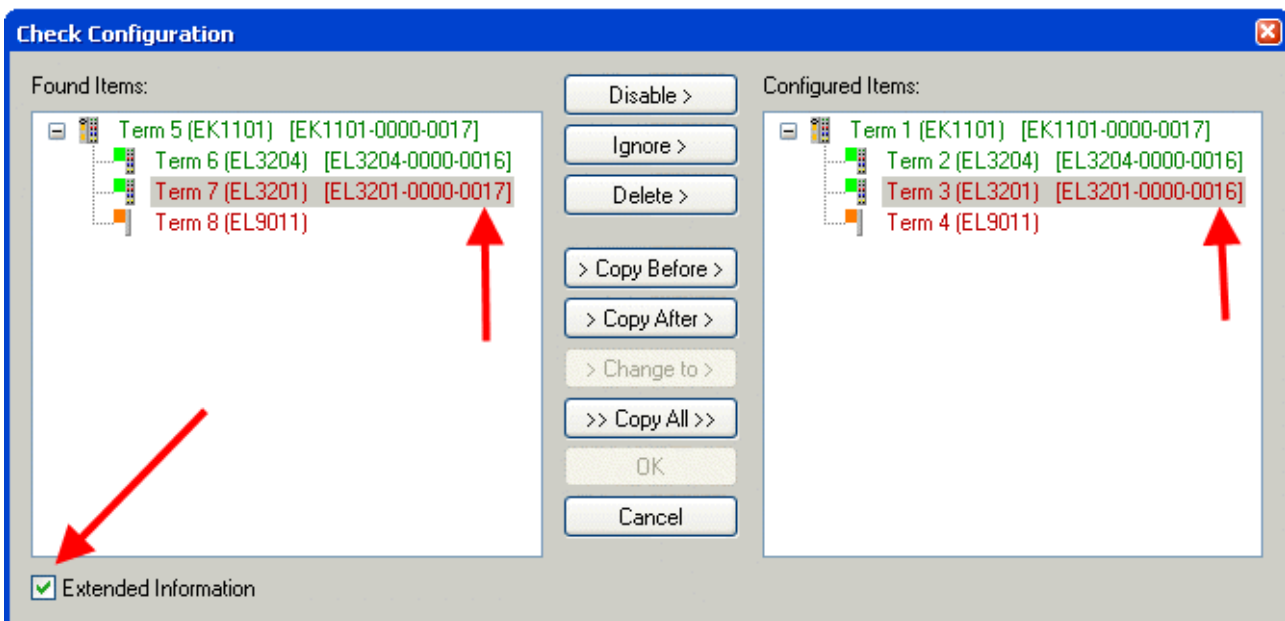 Check Configuration
Found Items:
Term 5 (EK1101) [EK1101-0000-0017]
Term 6 (EL3204) [EL3204-0000-0016]
Term 7 (EL3201) [EL3201-0000-0017]
Term 8 (EL9011)
Disable >
Ignore >
Delete >
> Copy Before >
> Copy After >
> Change to >
>> Copy All >>
OK
Cancel
Configured Items:
Term 1 (EK1101) [EK1101-0000-0017]
Term 2 (EL3204) [EL3204-0000-0016]
Term 3 (EL3201) [EL3201-0000-0016]
Term 4 (EL9011)
Extended Information